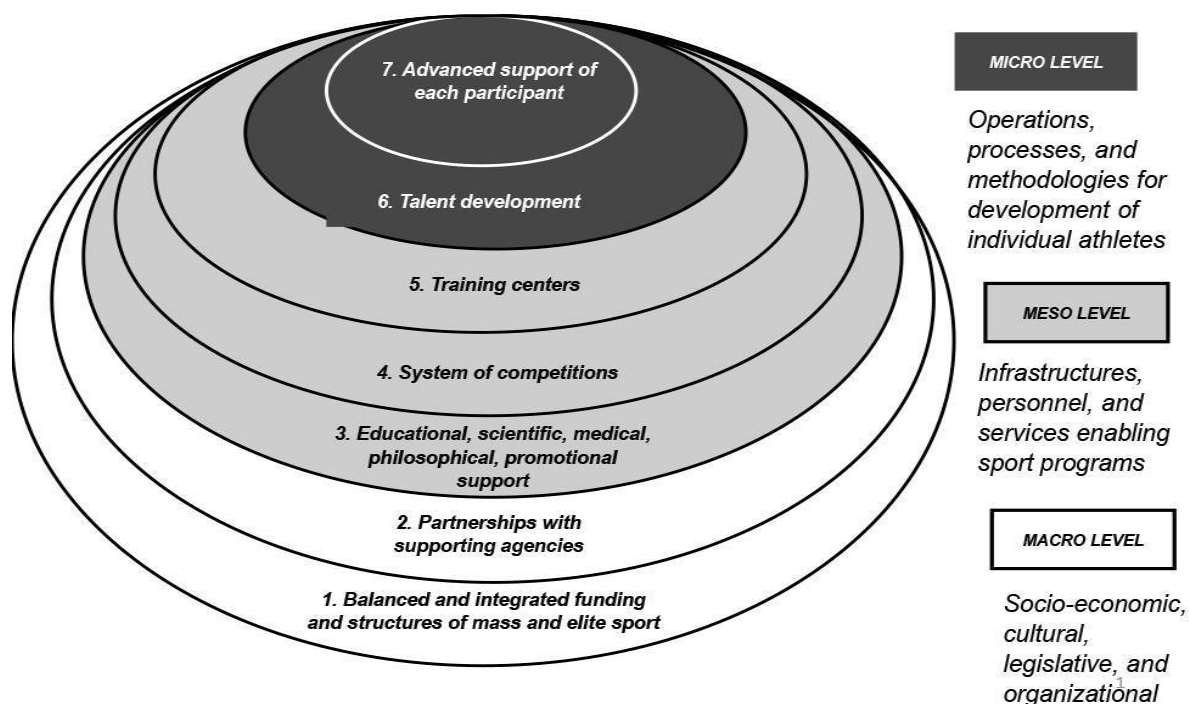 7. Advanced support of
each participant
6. Talent development
5. Training centers
4. System of competitions
3. Educational, scientific, medical,
philosophical, promotional
support
2. Partnerships with
supporting agencies
1. Balanced and integrated funding
and structures of mass and elite sport
MICRO LEVEL
Operations,
processes, and
methodologies for
development of
individual athletes
MESO LEVEL
Infrastructures,
personnel, and
services enabling
sport programs
MACRO LEVEL
Socio-economic,
cultural,
legislative, and
organizational
1